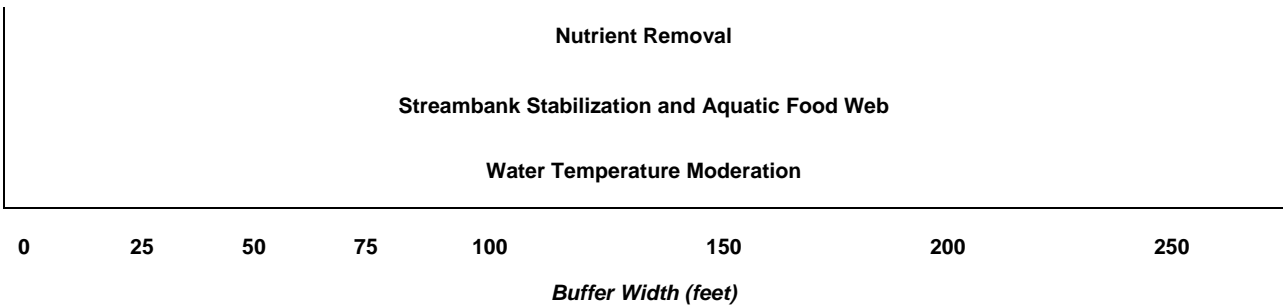 Nutrient Removal
Streambank Stabilization and Aquatic Food Web
Water Temperature Moderation
0 25 50 75 100 150 200 250
Buffer Width (feet)